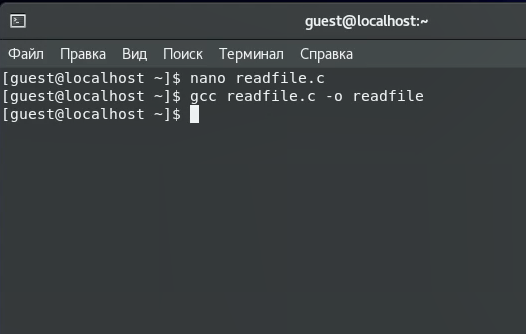 guest@localhost:~
Файл Правка Вид Поиск Терминал Справка
[guest@localhost ~]$ nano readfile.c
[guest@localhost ~]$ gcc readfile.c -o readfile
[guest@localhost ~]$